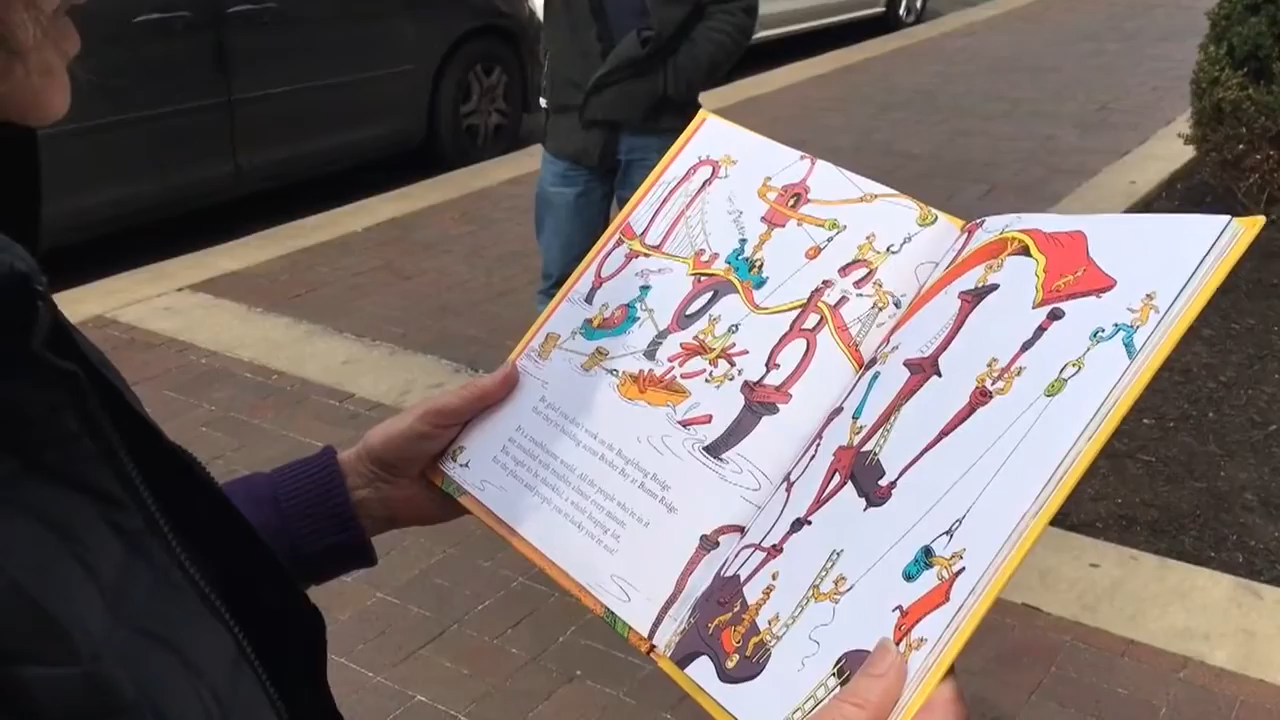 Be glad you don't work on the Bunglebung Bridge
that they're building across Boober Bay at Bumm Ridge.
It's a troublesome world. All the people who're in it
are troubled with troubles almost every minute.
You ought to be thankful, a whole heaping lot,
for the places and people you're lucky you're not!